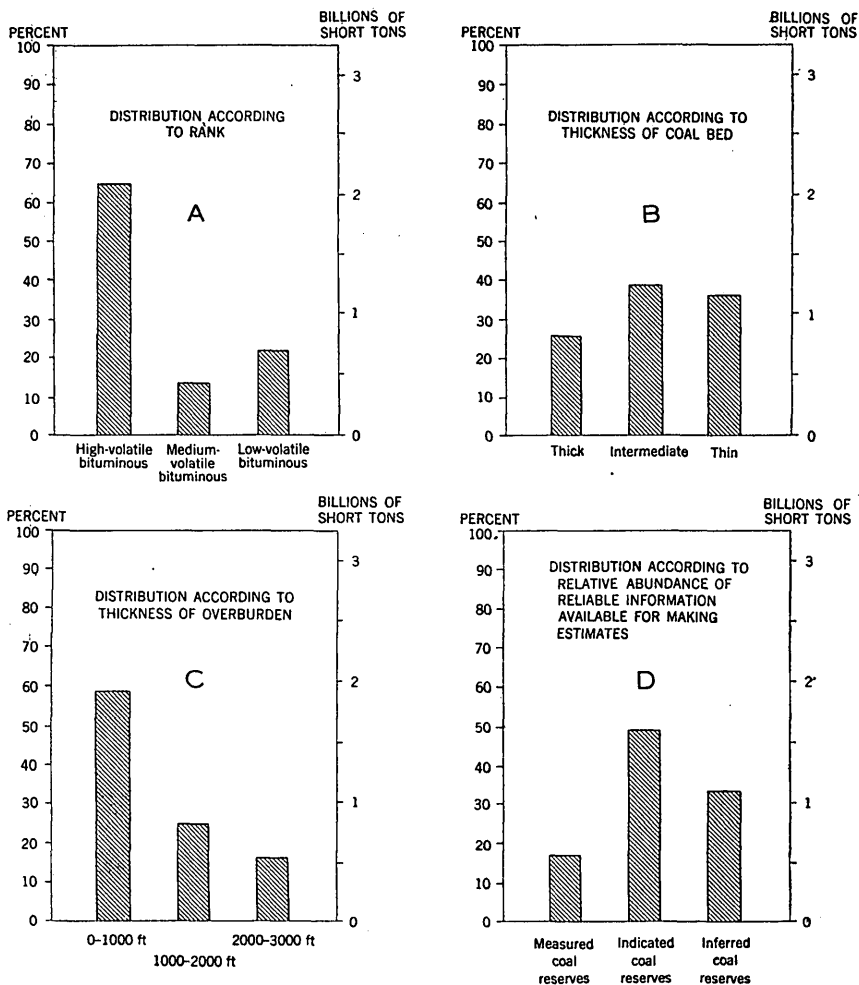 PERCENT
BILLIONS OF
SHORT TONS
100
90
80
70
60
50
40
30
20
10
0
3
2
1
0
DISTRIBUTION ACCORDING
TO RANK
A
High-volatile
bituminous
Medium-
volatile
bituminous
Low-volatile
bituminous
PERCENT
BILLIONS OF
SHORT TONS
100
90
80
70
60
50
40
30
20
10
0
3
2
1
0
DISTRIBUTION ACCORDING TO
THICKNESS OF COAL BED
B
Thick
Intermediate
Thin
PERCENT
BILLIONS OF
SHORT TONS
100
90
80
70
60
50
40
30
20
10
0
3
2
1
0
DISTRIBUTION ACCORDING TO
THICKNESS OF OVERBURDEN
C
0-1000 ft
1000-2000 ft
2000-3000 ft
PERCENT
BILLIONS OF
SHORT TONS
100
90
80
70
60
50
40
30
20
10
0
3
2
1
0
DISTRIBUTION ACCORDING TO
RELATIVE ABUNDANCE OF
RELIABLE INFORMATION
AVAILABLE FOR MAKING
ESTIMATES
D
Measured
coal
reserves
Indicated
coal
reserves
Inferred
coal
reserves